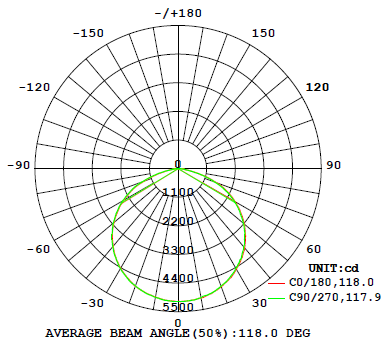 -/+180
-150 150
-120 120
-90 0 90
1100
2200
-60 3300 60
UNIT:cd
4400 C0/180,118.0
-30 30 C90/270,117.9
5500
0
AVERAGE BEAM ANGLE(50%):118.0 DEG